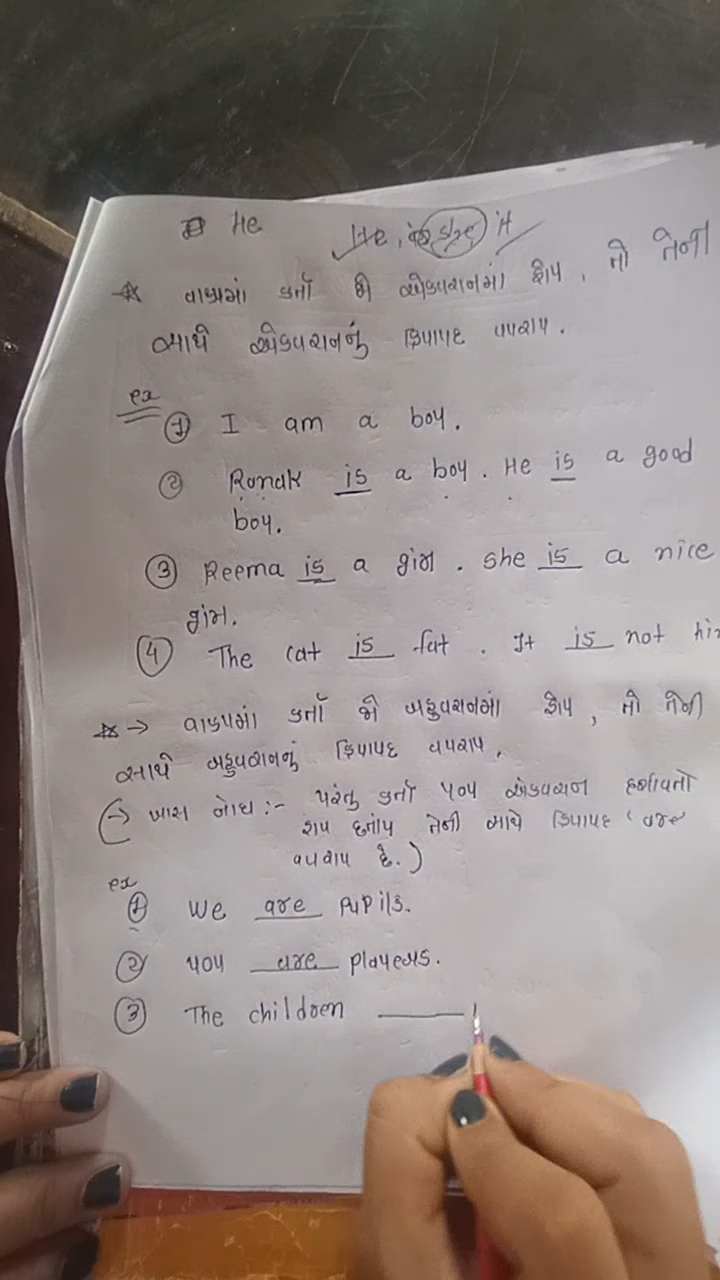 He He, she it
* વાક્યમાં કર્તા જો એકવચનમાં હોય, તો તેની
સાથે એકવચનનું ક્રિયાપદ વપરાય.
ex
① I am a boy.
② Ronak is a boy. He is a good
boy.
③ Reema is a girl. she is a nice
girl.
④ The cat is fat. It is not
* → વાક્યમાં કર્તા જો બહુવચનમાં હોય, તો તેની
સાથે બહુવચનનું ક્રિયાપદ વપરાય.
(→ ખાસ નોંધ :- પરંતુ કર્તા you એકવચન દર્શાવતો
હોય છતાંય તેની સાથે ક્રિયાપદ 'are
વપરાય છે.)
ex
① We are Pupils.
② you are players.
③ The children